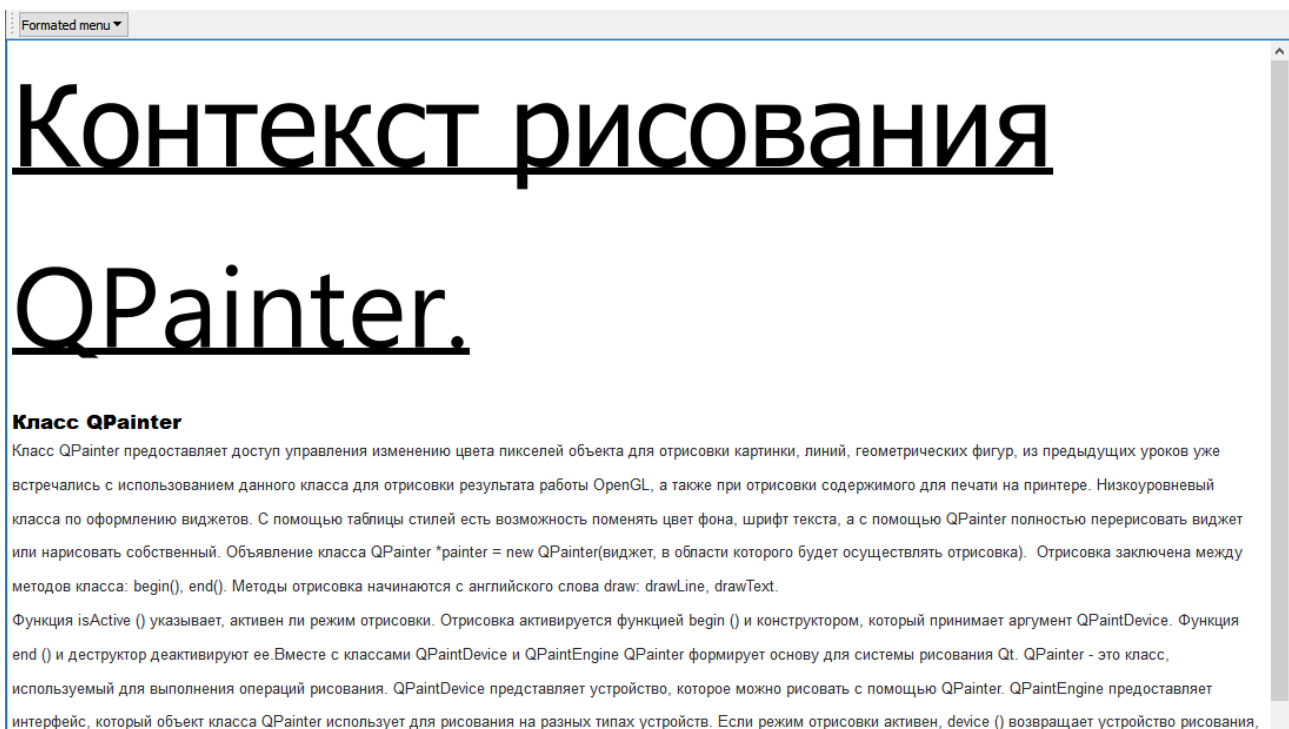 Formated menu
Контекст рисования
QPainter.
Класс QPainter
Класс QPainter предоставляет доступ управления изменению цвета пикселей объекта для отрисовки картинки, линий, геометрических фигур, из предыдущих уроков уже
встречались с использованием данного класса для отрисовки результата работы OpenGL, а также при отрисовки содержимого для печати на принтере. Низкоуровневый
класса по оформлению виджетов. С помощью таблицы стилей есть возможность поменять цвет фона, шрифт текста, а с помощью QPainter полностью перерисовать виджет
или нарисовать собственный. Объявление класса QPainter *painter = new QPainter(виджет, в области которого будет осуществлять отрисовка).  Отрисовка заключена между
методов класса: begin(), end(). Методы отрисовка начинаются с английского слова draw: drawLine, drawText.
Функция isActive () указывает, активен ли режим отрисовки. Отрисовка активируется функцией begin () и конструктором, который принимает аргумент QPaintDevice. Функция
end () и деструктор деактивируют ее.Вместе с классами QPaintDevice и QPaintEngine QPainter формирует основу для системы рисования Qt. QPainter - это класс,
используемый для выполнения операций рисования. QPaintDevice представляет устройство, которое можно рисовать с помощью QPainter. QPaintEngine предоставляет
интерфейс, который объект класса QPainter использует для рисования на разных типах устройств. Если режим отрисовки активен, device () возвращает устройство рисования,